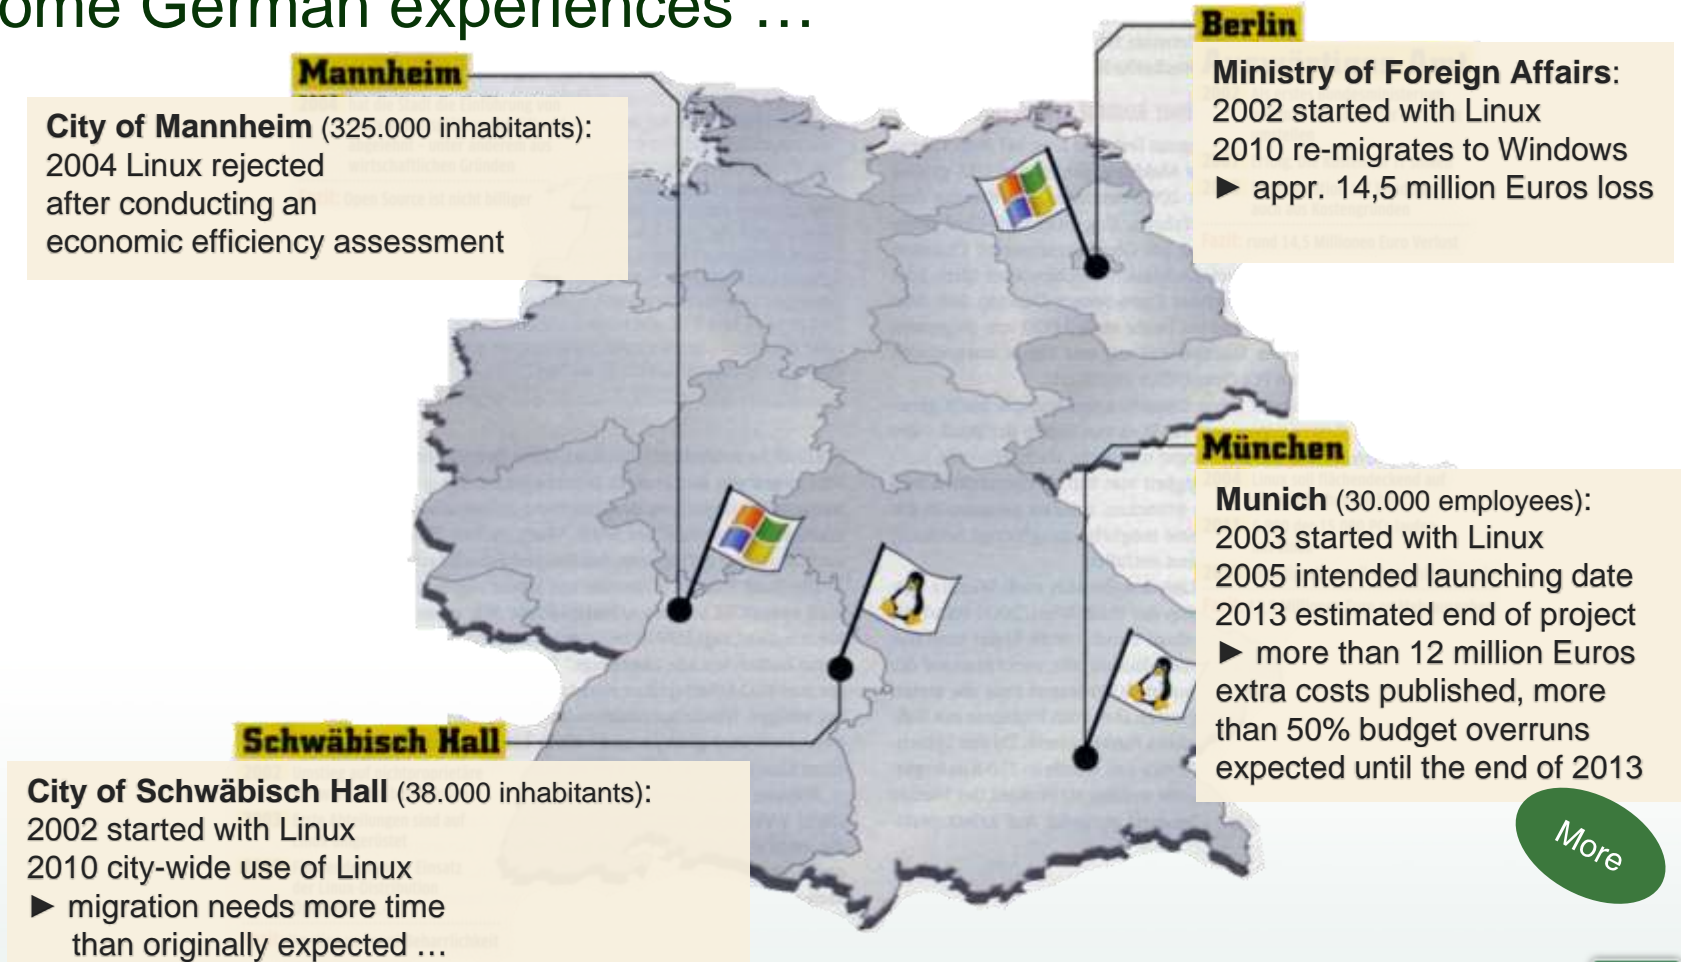 ome German experiences …
Mannheim
City of Mannheim (325.000 inhabitants):
2004 Linux rejected
after conducting an
economic efficiency assessment
Berlin
Ministry of Foreign Affairs:
2002 started with Linux
2010 re-migrates to Windows
► appr. 14,5 million Euros loss
München
Munich (30.000 employees):
2003 started with Linux
2005 intended launching date
2013 estimated end of project
► more than 12 million Euros
extra costs published, more
than 50% budget overruns
expected until the end of 2013
More
Schwäbisch Hall
City of Schwäbisch Hall (38.000 inhabitants):
2002 started with Linux
2010 city-wide use of Linux
► migration needs more time
than originally expected …